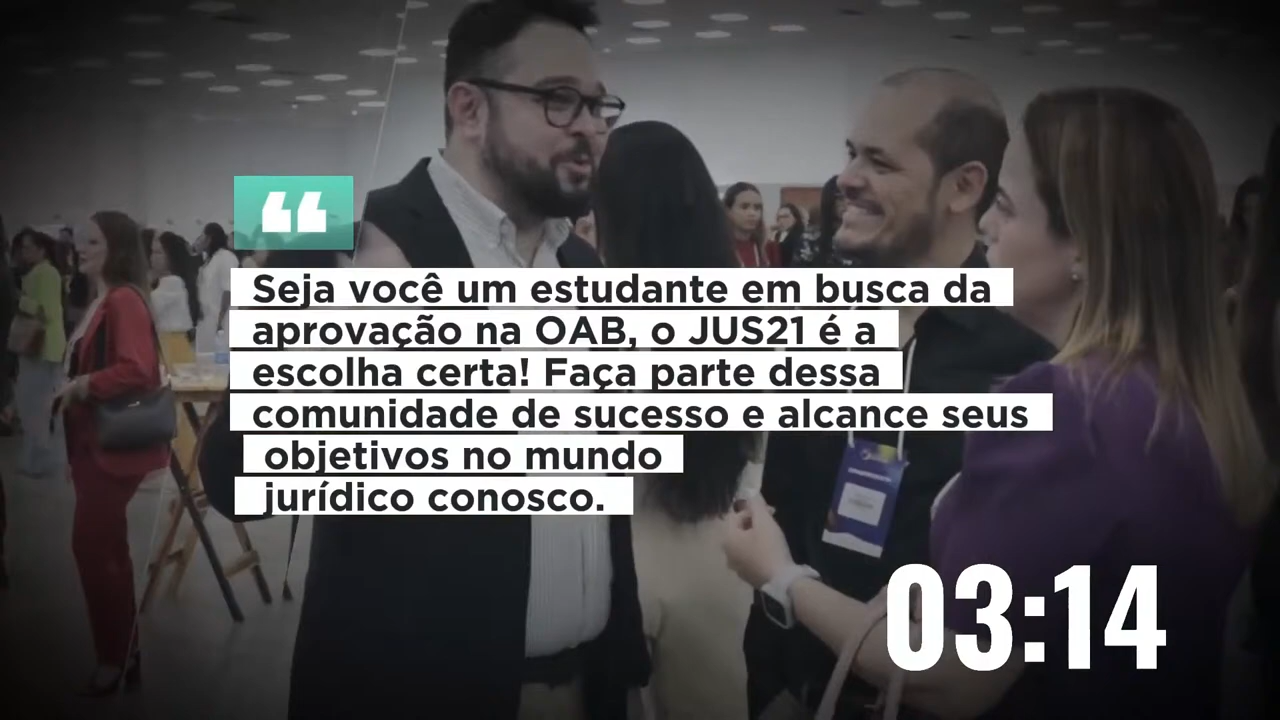 Seja você um estudante em busca da
aprovação na OAB, o JUS21 é a
escolha certa! Faça parte dessa
comunidade de sucesso e alcance seus
objetivos no mundo
jurídico conosco.
03:14